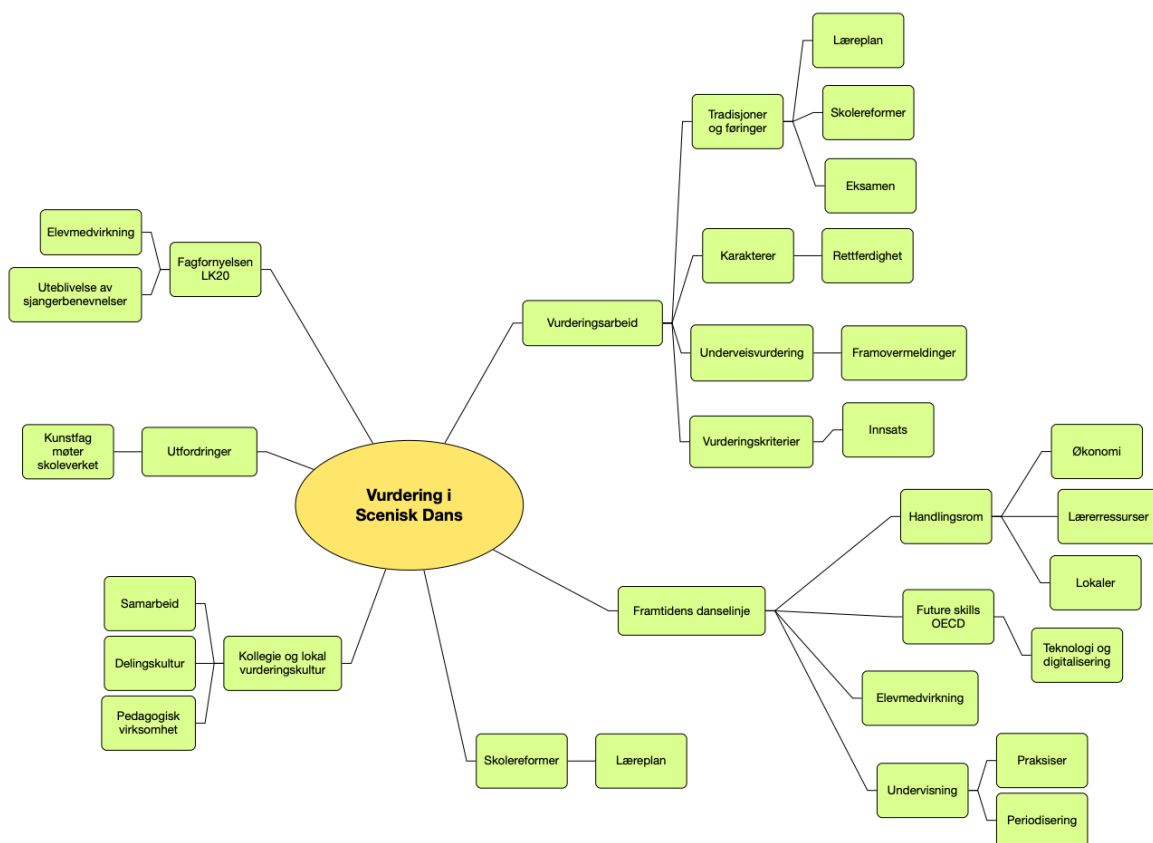 Læreplan
Tradisjoner
og føringer
Skolereformer
Eksamen
Elevmedvirkning
Fagfornyelsen
LK20
Uteblivelse av
sjangerbenevnelser
Karakterer
Rettferdighet
Vurderingsarbeid
Underveisvurdering
Framovermeldinger
Vurderingskriterier
Innsats
Kunstfag
møter
skoleverket
Utfordringer
Vurdering i
Scenisk Dans
Økonomi
Handlingsrom
Lærerressurser
Lokaler
Samarbeid
Delingskultur
Pedagogisk
virksomhet
Kollegie og lokal
vurderingskultur
Framtidens danselinje
Future skills
OECD
Teknologi og
digitalisering
Elevmedvirkning
Skolereformer
Læreplan
Undervisning
Praksiser
Periodisering